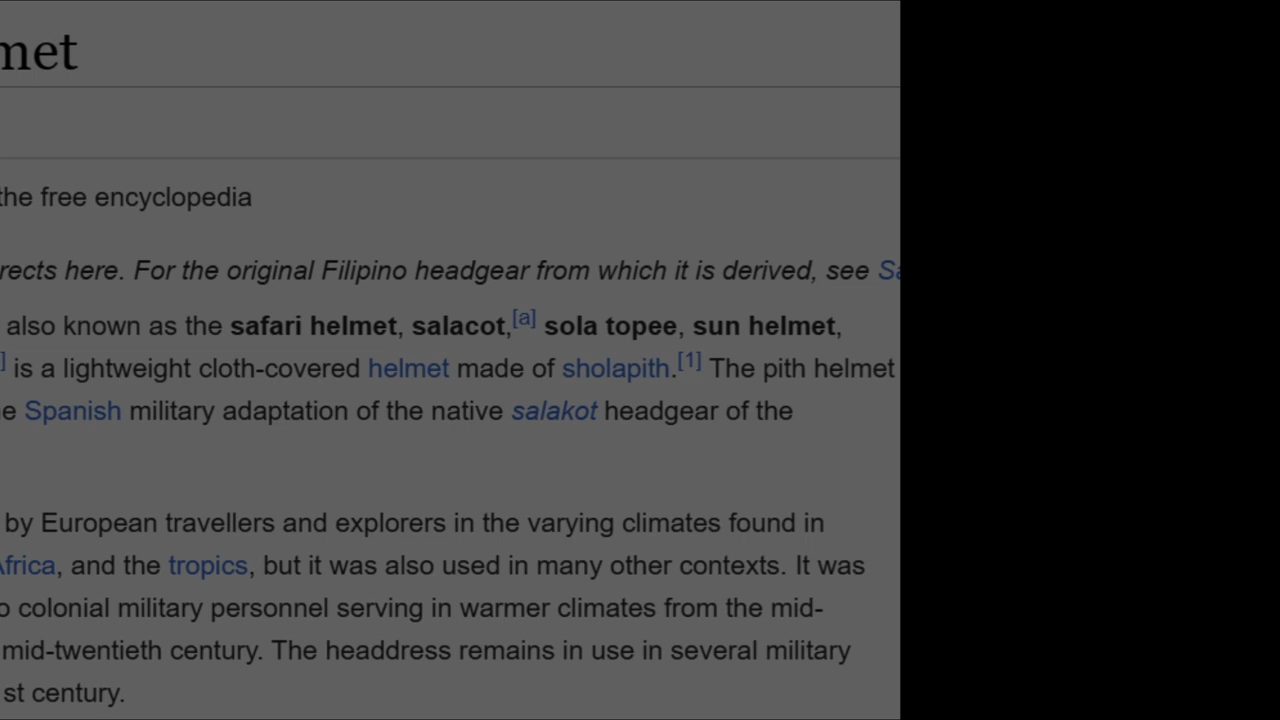 met
the free encyclopedia
rects here. For the original Filipino headgear from which it is derived, see Sa
also known as the safari helmet, salacot,[a] sola topee, sun helmet,
] is a lightweight cloth-covered helmet made of sholapith.[1] The pith helmet
e Spanish military adaptation of the native salakot headgear of the
by European travellers and explorers in the varying climates found in
Africa, and the tropics, but it was also used in many other contexts. It was
o colonial military personnel serving in warmer climates from the mid-
mid-twentieth century. The headdress remains in use in several military
st century.